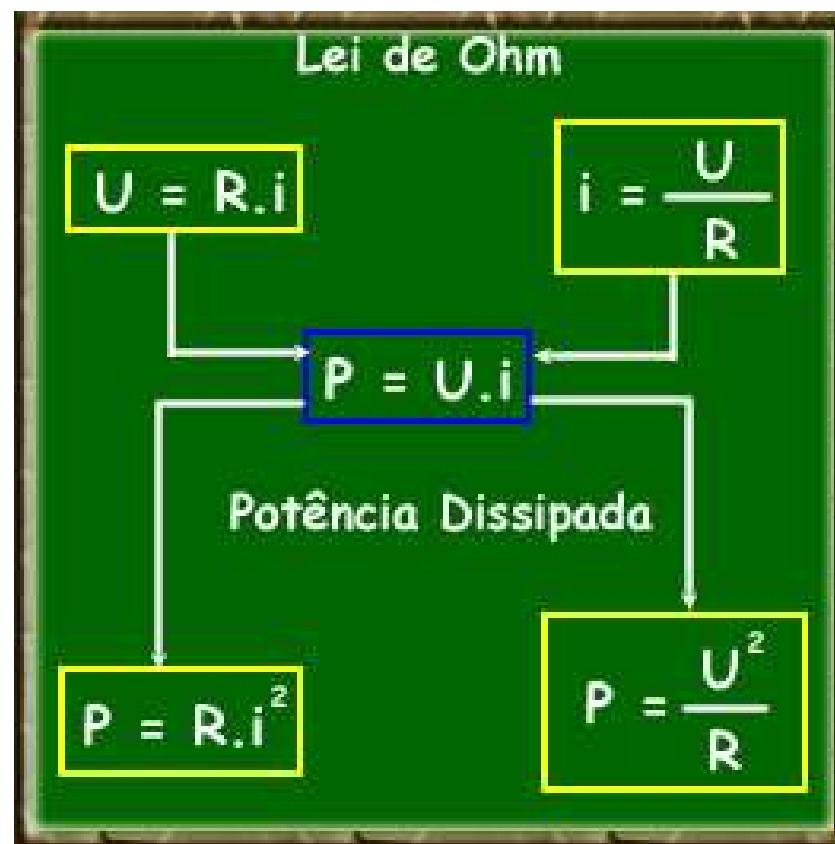 Lei de Ohm
U = R.i
i = U/R
P = U.i
Potência Dissipada
P = R.i²
P = U²/R